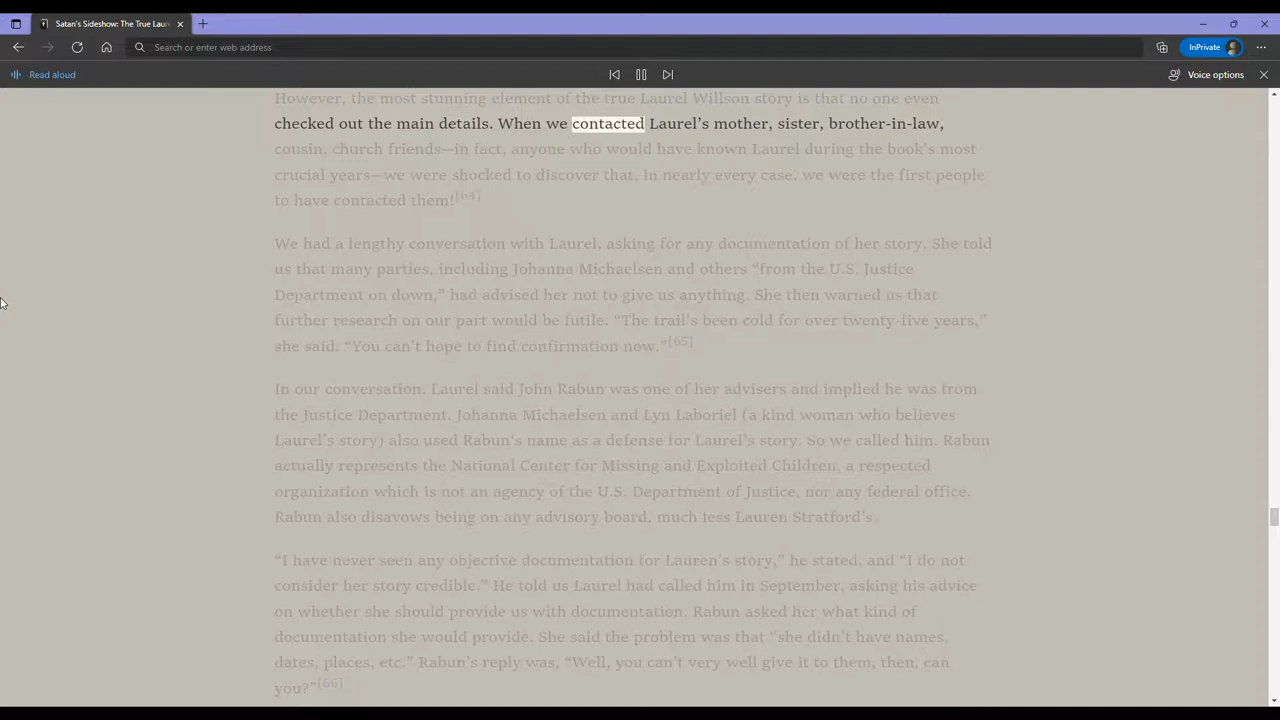 Satan's Sideshow: The True Laur
Search or enter web address
InPrivate
Read aloud
Voice options
However, the most stunning element of the true Laurel Willson story is that no one even
checked out the main details. When we contacted Laurel's mother, sister, brother-in-law,
cousin, church friends—in fact, anyone who would have known Laurel during the book's most
crucial years—we were shocked to discover that, in nearly every case, we were the first people
to have contacted them![64]
We had a lengthy conversation with Laurel, asking for any documentation of her story. She told
us that many parties, including Johanna Michaelsen and others “from the U.S. Justice
Department on down,” had advised her not to give us anything. She then warned us that
further research on our part would be futile. “The trail's been cold for over twenty-five years,”
she said. “You can't hope to find confirmation now.”[65]
In our conversation, Laurel said John Rabun was one of her advisers and implied he was from
the Justice Department. Johanna Michaelsen and Lyn Laboriel (a kind woman who believes
Laurel's story) also used Rabun's name as a defense for Laurel's story. So we called him. Rabun
actually represents the National Center for Missing and Exploited Children, a respected
organization which is not an agency of the U.S. Department of Justice, nor any federal office.
Rabun also disavows being on any advisory board, much less Lauren Stratford's.
“I have never seen any objective documentation for Lauren's story,” he stated, and “I do not
consider her story credible.” He told us Laurel had called him in September, asking his advice
on whether she should provide us with documentation. Rabun asked her what kind of
documentation she would provide. She said the problem was that “she didn't have names,
dates, places, etc.” Rabun's reply was, “Well, you can't very well give it to them, then, can
you?”[66]